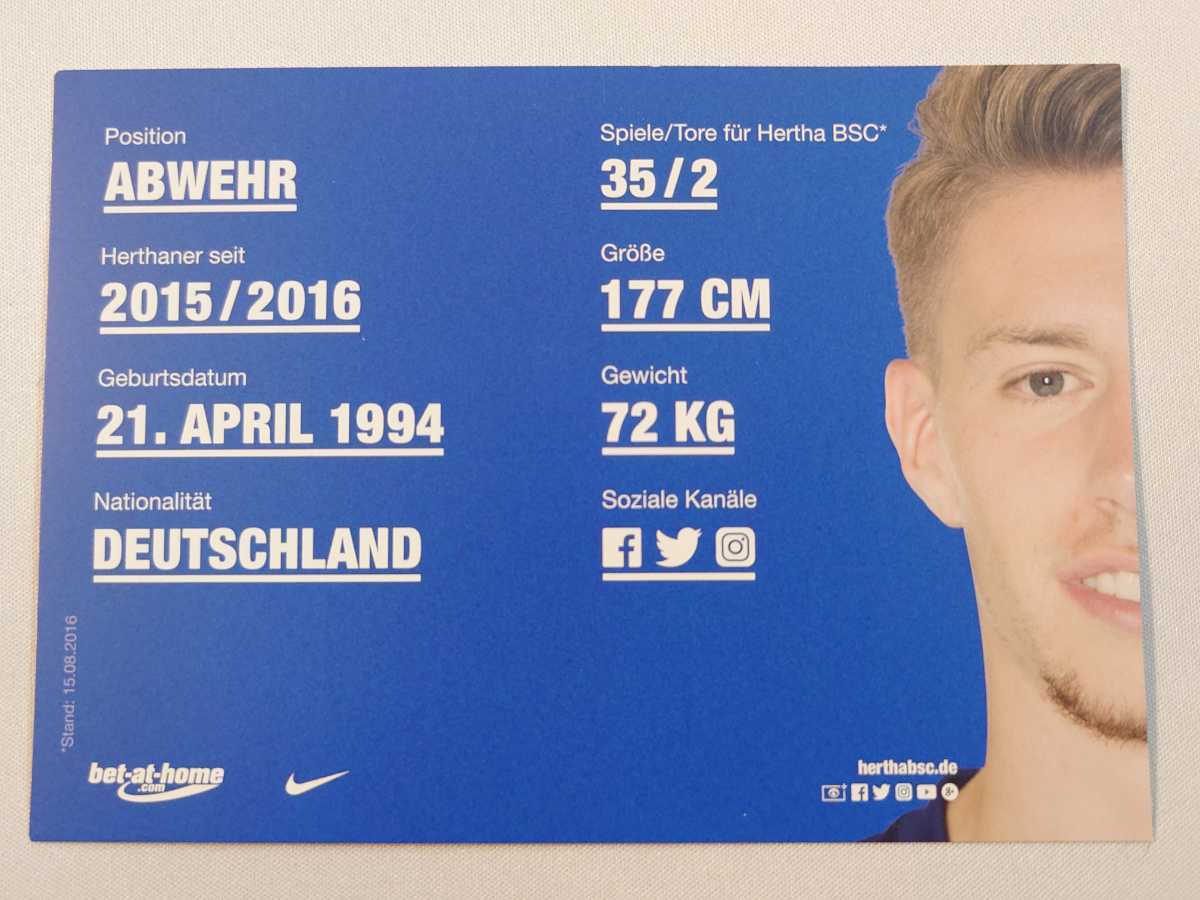 Position
ABWEHR
Herthaner seit
2015/2016
Geburtsdatum
21. APRIL 1994
Nationalität
DEUTSCHLAND
Spiele/Tore für Hertha BSC*
35/2
Größe
177 CM
Gewicht
72 KG
Soziale Kanäle
*Stand: 15.08.2016
bet-at-home
.com
herthabsc.de